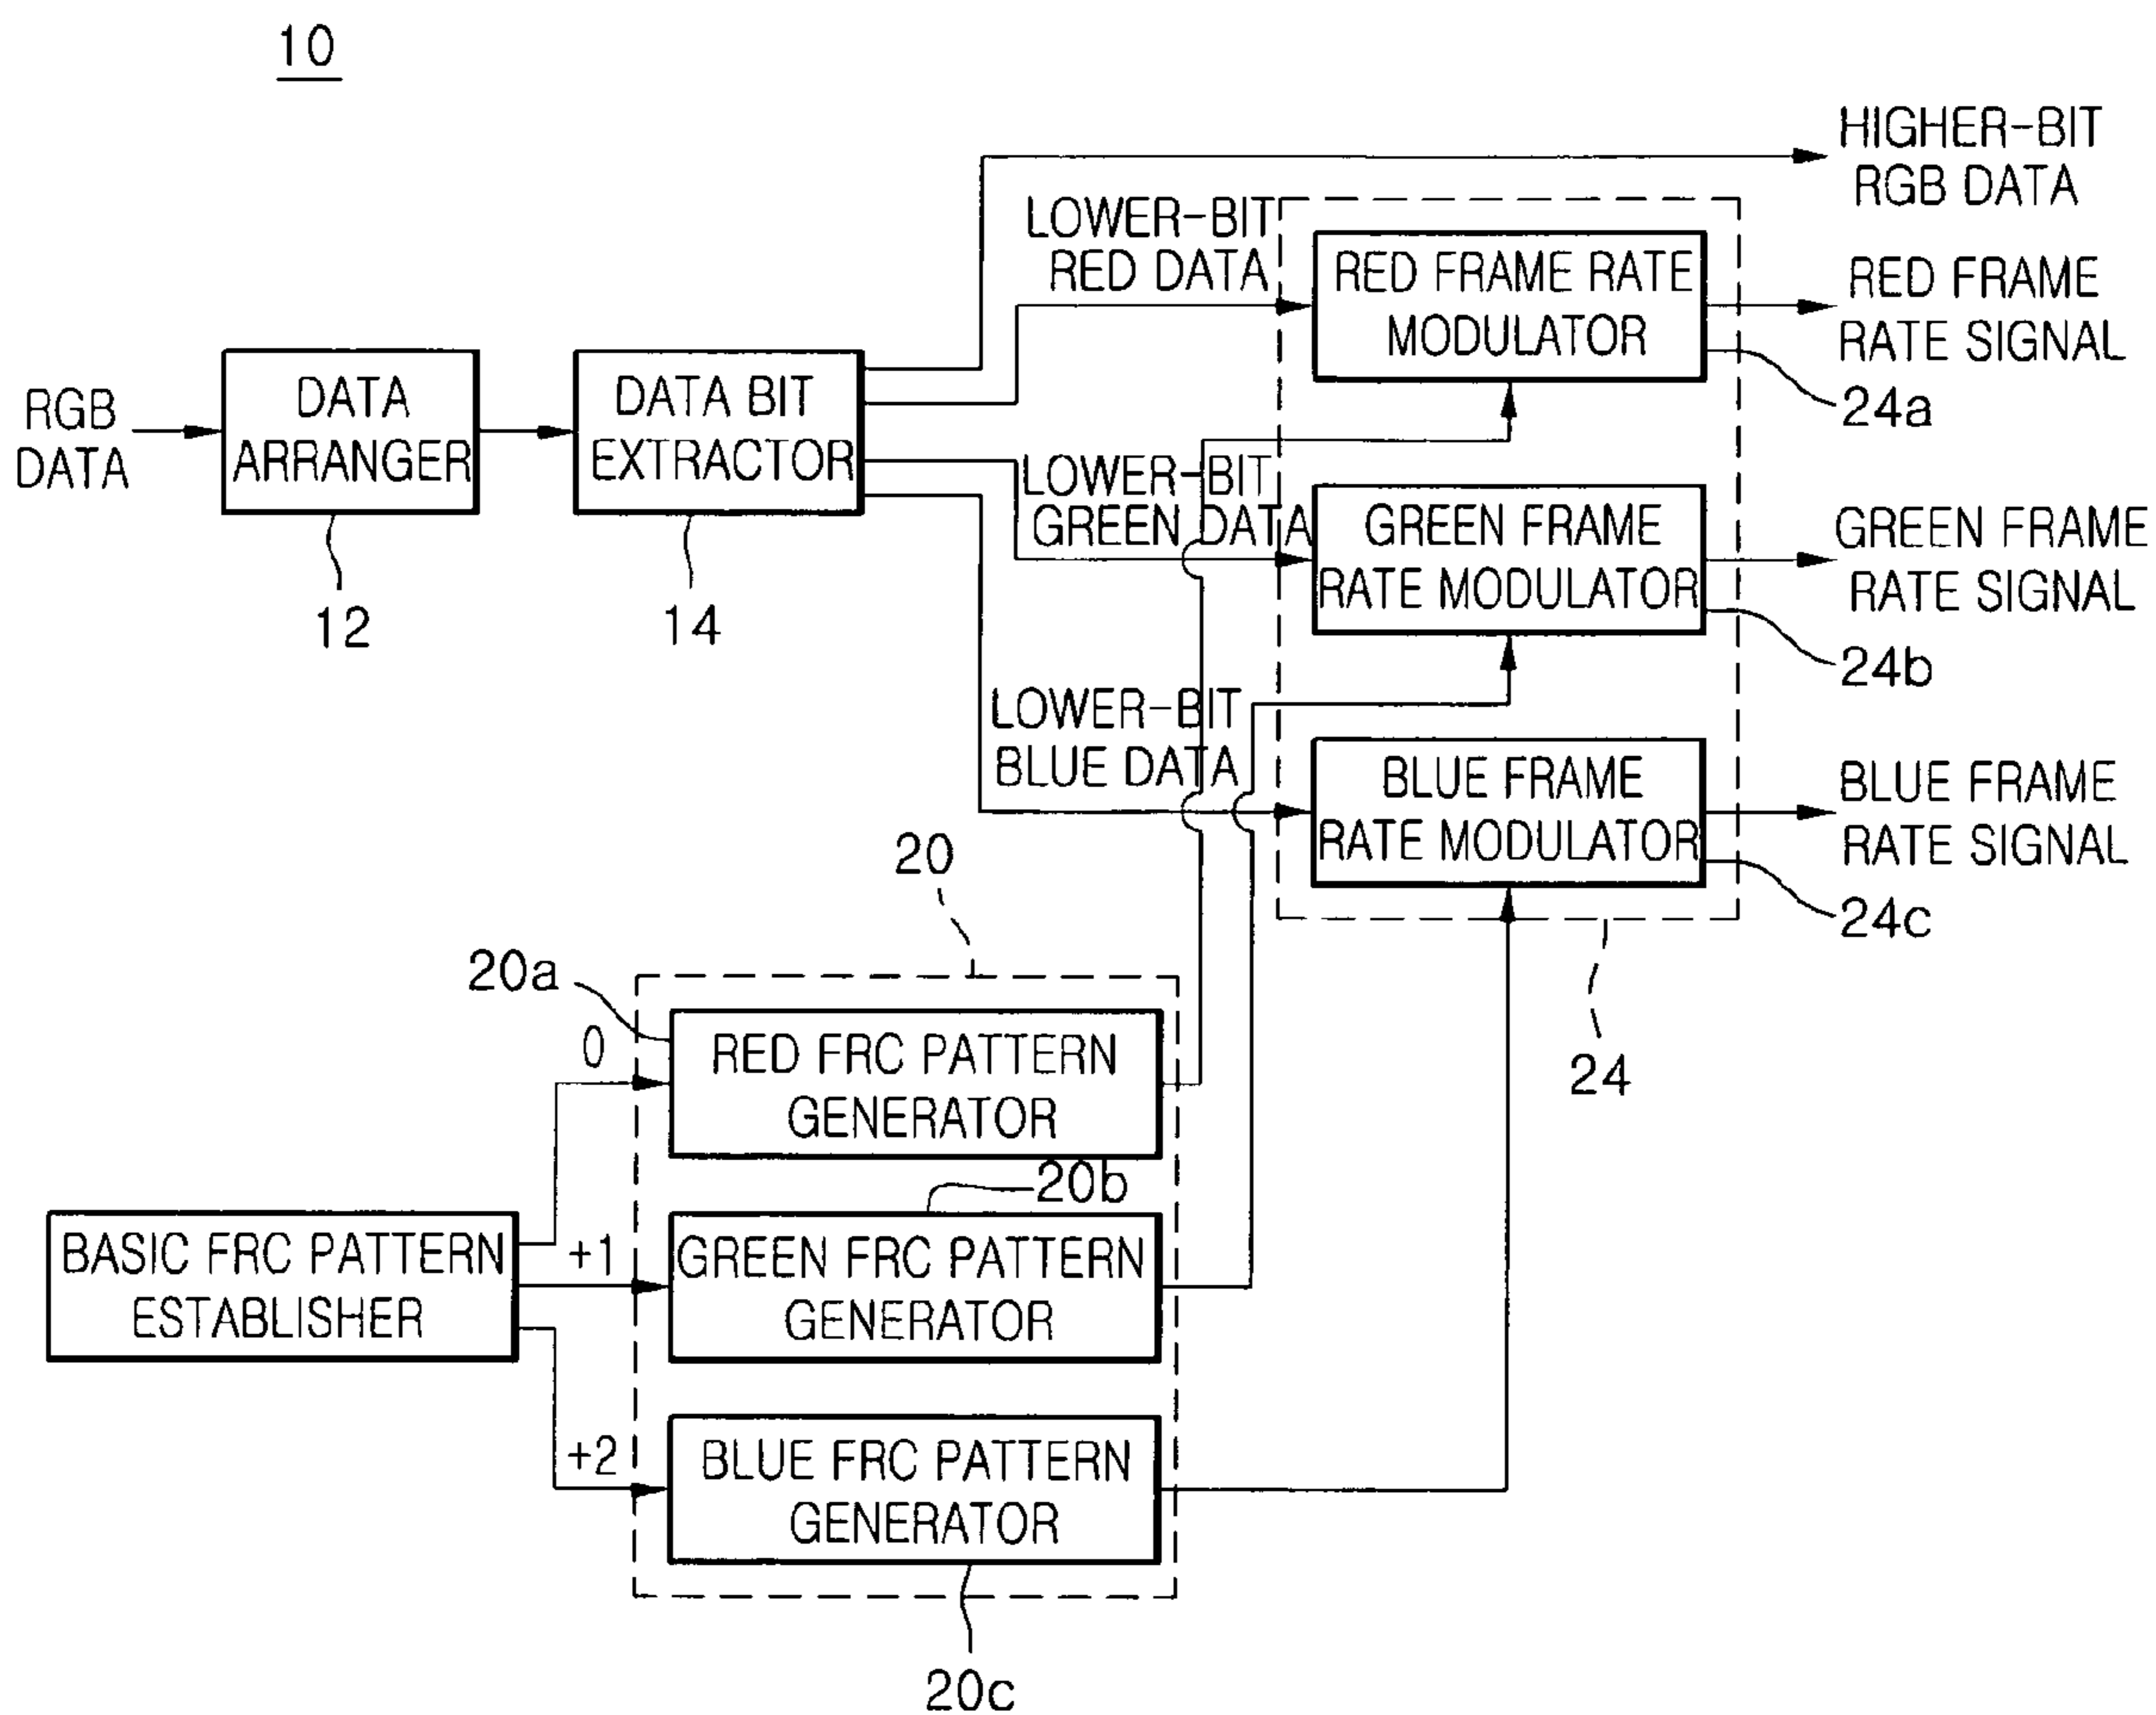 10
HIGHER-BIT
RGB DATA
LOWER-BIT
RED DATA
RED FRAME RATE
MODULATOR
RED FRAME
RATE SIGNAL
24a
RGB
DATA
DATA
ARRANGER
12
DATA BIT
EXTRACTOR
14
LOWER-BIT
GREEN DATA
GREEN FRAME
RATE MODULATOR
GREEN FRAME
RATE SIGNAL
24b
LOWER-BIT
BLUE DATA
BLUE FRAME
RATE MODULATOR
BLUE FRAME
RATE SIGNAL
24c
24
20
20a
0
RED FRC PATTERN
GENERATOR
20b
BASIC FRC PATTERN
ESTABLISHER
+1
GREEN FRC PATTERN
GENERATOR
+2
BLUE FRC PATTERN
GENERATOR
20c